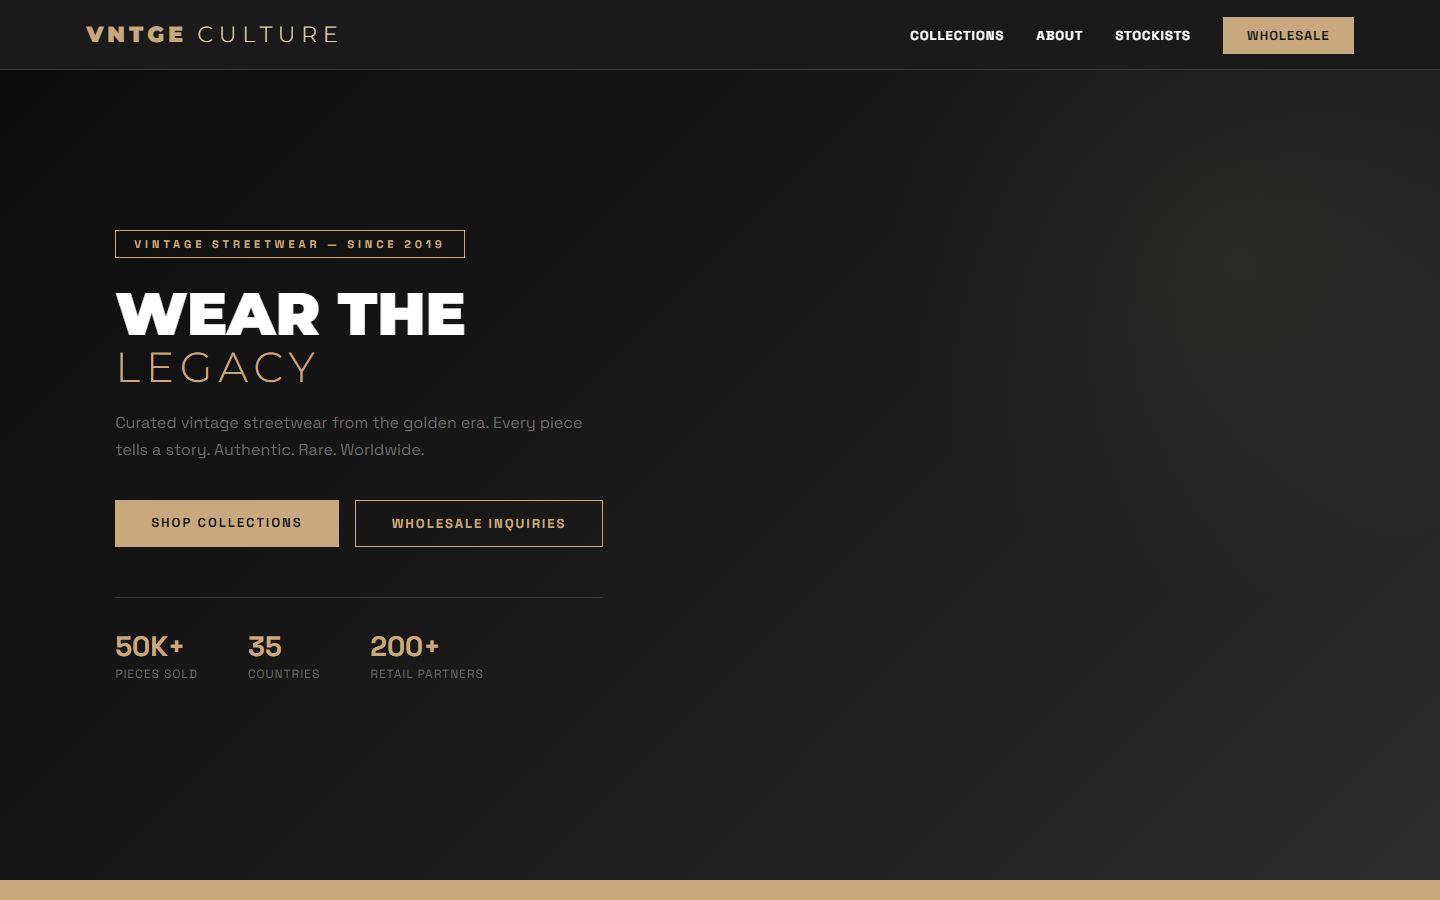 VNTGE CULTURE
COLLECTIONS ABOUT STOCKISTS WHOLESALE
VINTAGE STREETWEAR — SINCE 2019
WEAR THE
LEGACY
Curated vintage streetwear from the golden era. Every piece
tells a story. Authentic. Rare. Worldwide.
SHOP COLLECTIONS WHOLESALE INQUIRIES
50K+ 35 200+
PIECES SOLD COUNTRIES RETAIL PARTNERS